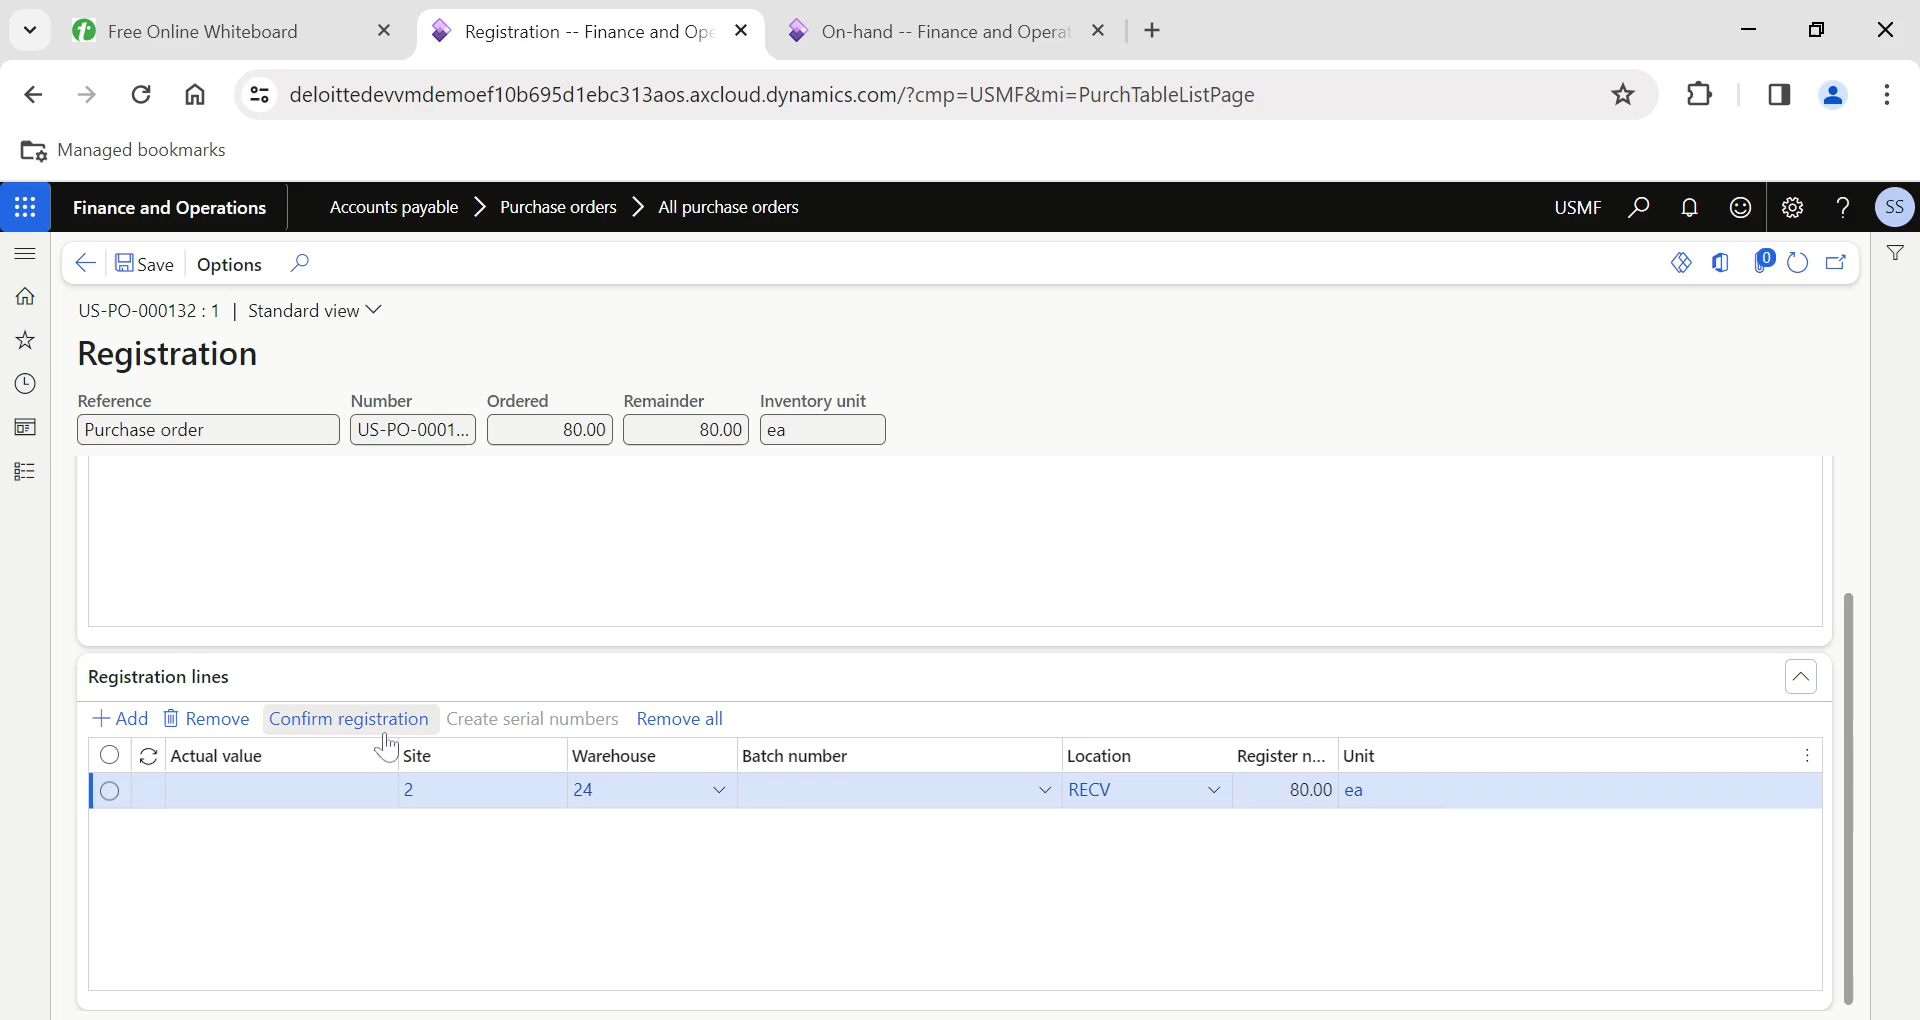 Free Online Whiteboard
Registration -- Finance and Ope
On-hand -- Finance and Operat
deloittedevvmdemoef10b695d1ebc313aos.axcloud.dynamics.com/?cmp=USMF&mi=PurchTableListPage
Managed bookmarks
Finance and Operations
Accounts payable
Purchase orders
All purchase orders
USMF
SS
Save
Options
0
US-PO-000132 : 1 | Standard view
Registration
Reference
Number
Ordered
Remainder
Inventory unit
Purchase order
US-PO-0001...
80.00
80.00
ea
Registration lines
Add
Remove
Confirm registration
Create serial numbers
Remove all
Actual value
Site
Warehouse
Batch number
Location
Register n...
Unit
2
24
RECV
80.00
ea